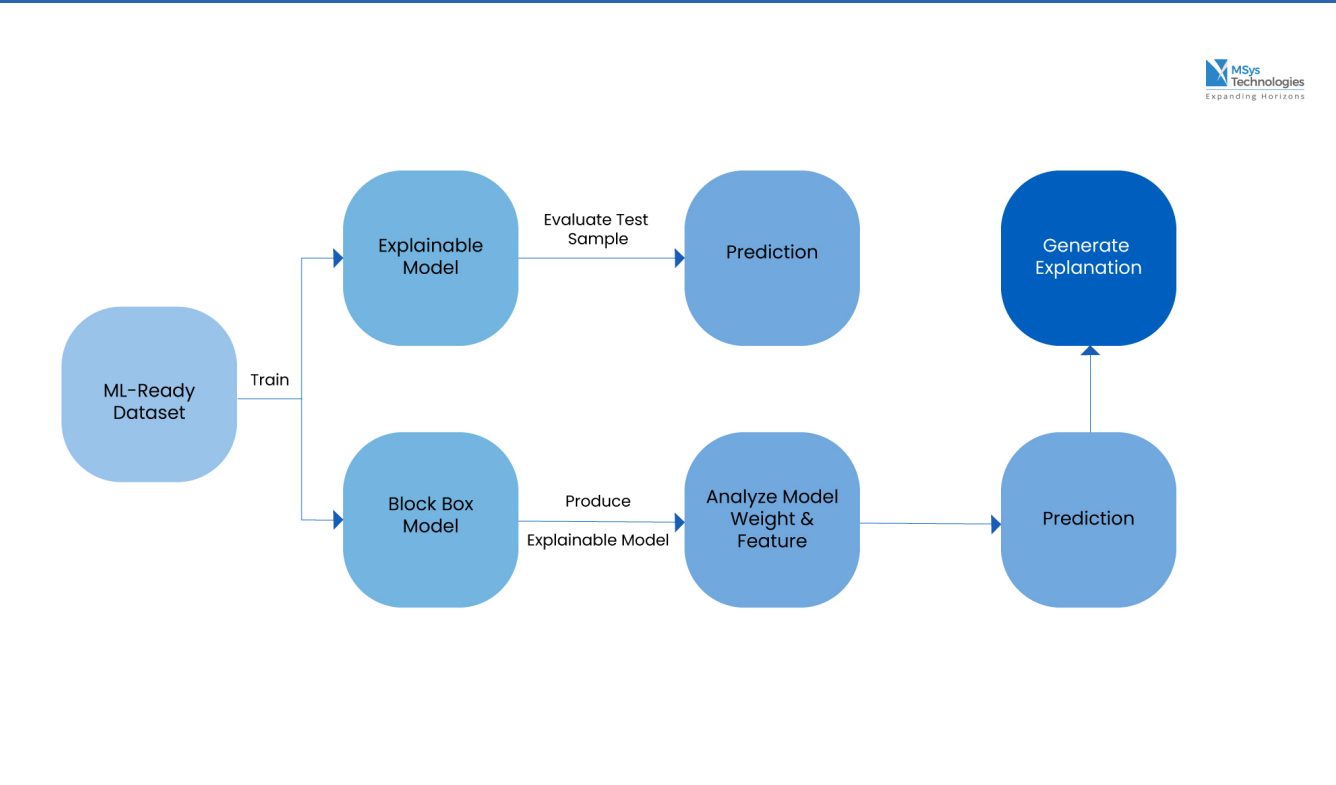 MSys
Technologies
Expanding Horizons
Explainable
Model
Evaluate Test
Sample
Prediction
Generate
Explanation
ML-Ready
Dataset
Train
Block Box
Model
Produce
Explainable Model
Analyze Model
Weight &
Feature
Prediction